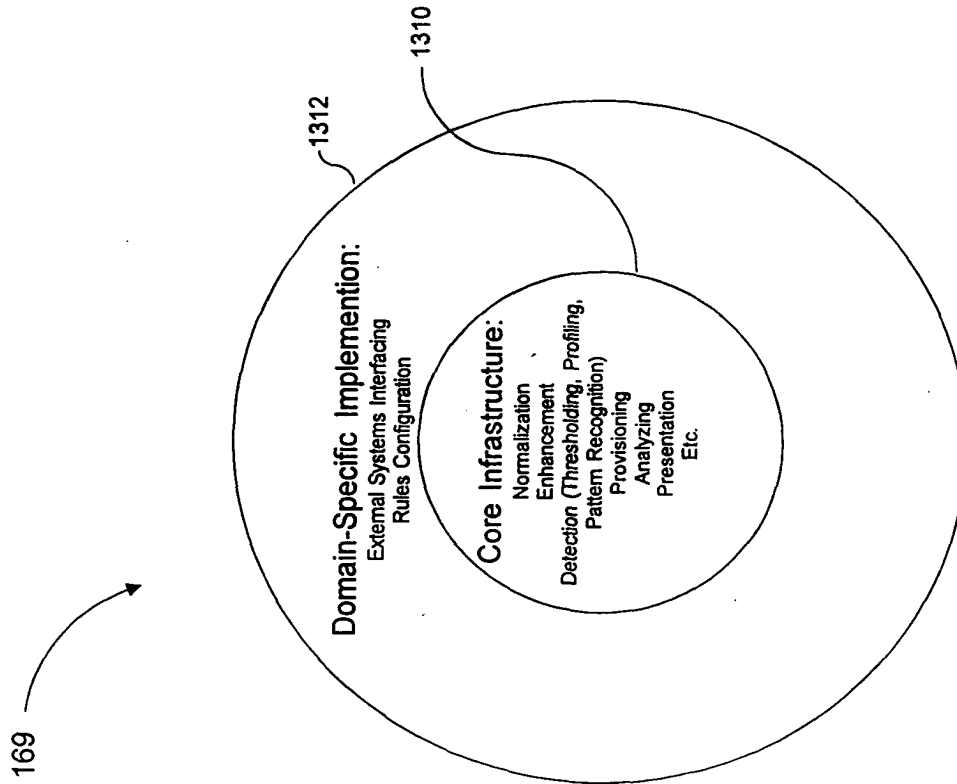 169
1312
1310
Domain-Specific Implemention:
External Systems Interfacing
Rules Configuration
Core Infrastructure:
Normalization
Enhancement
Detection (Thresholding, Profiling,
Pattern Recognition)
Provisioning
Analyzing
Presentation
Etc.